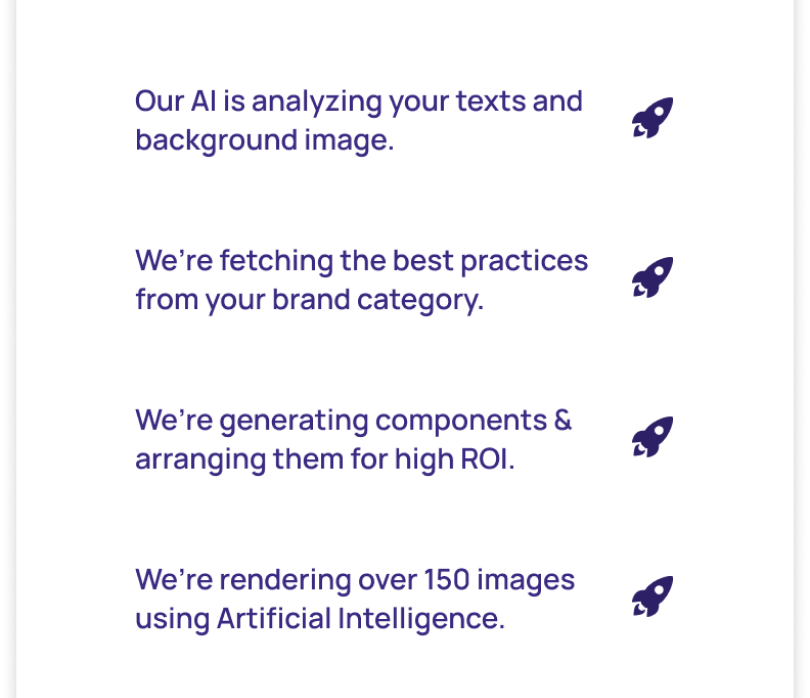 Our AI is analyzing your texts and
background image.
We’re fetching the best practices
from your brand category.
We’re generating components &
arranging them for high ROI.
We’re rendering over 150 images
using Artificial Intelligence.